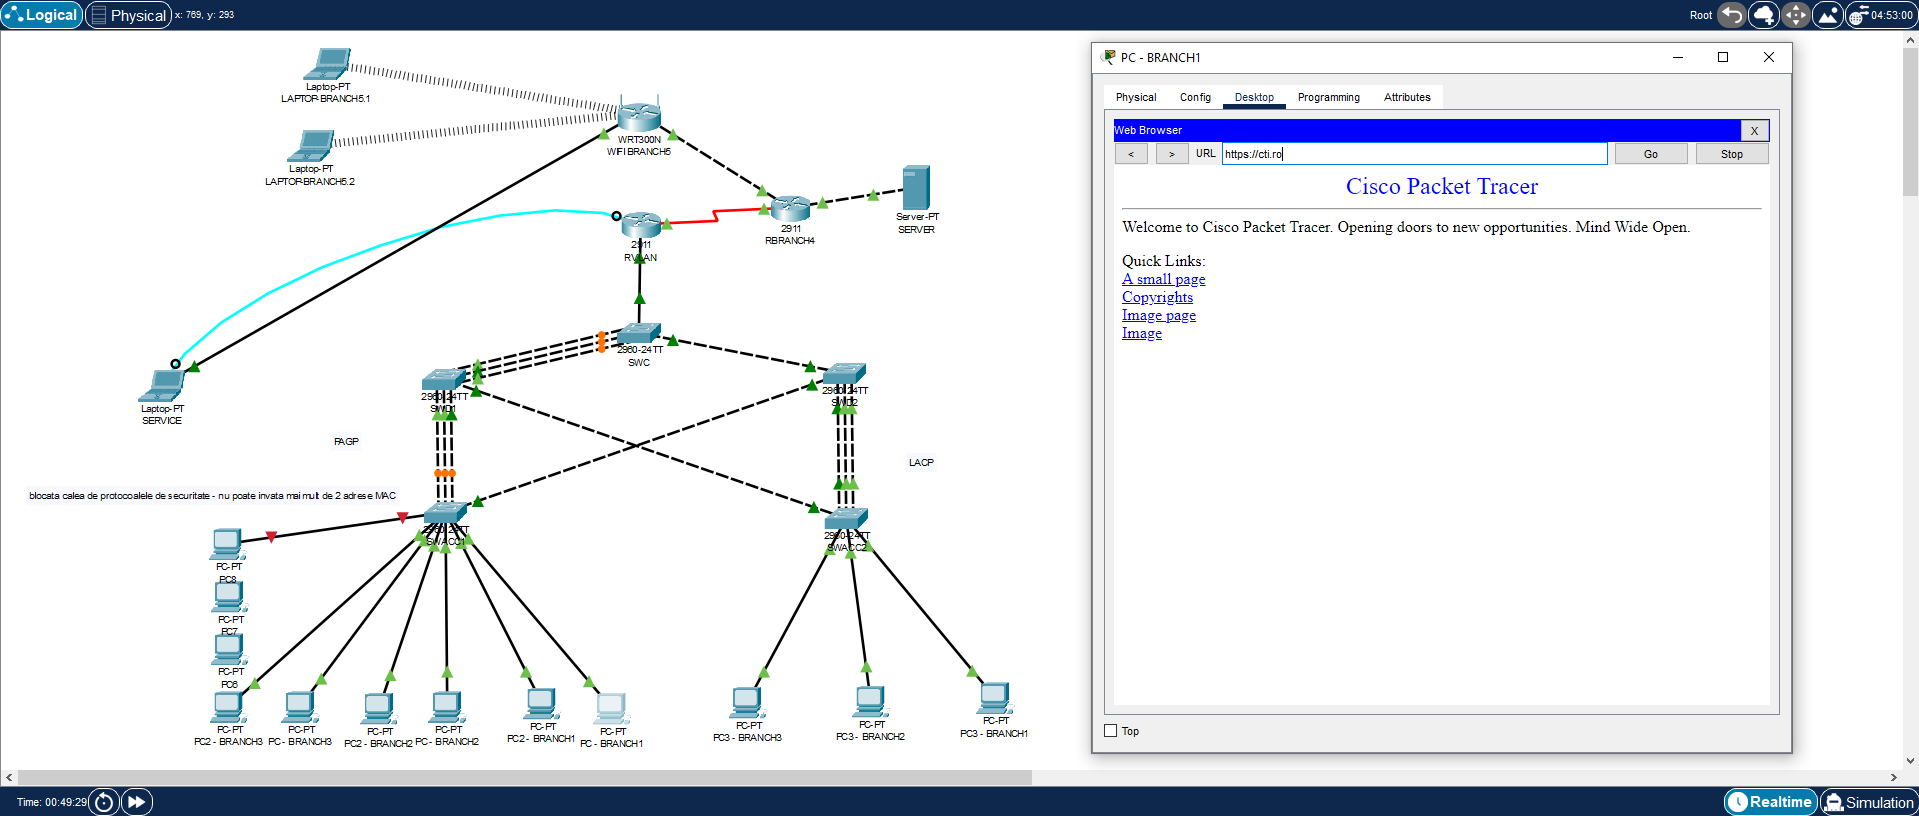 Logical
Physical
x: 769, y: 293
Root
04:53:00
Laptop-PT
LAPTOP-BRANCH5.1
Laptop-PT
LAPTOP-BRANCH5.2
WRT300N
WIFIBRANCH5
2911
RBRANCH4
Server-PT
SERVER
2911
RVLAN
2960-24TT
SWC
2960-24TT
SWD1
2960-24TT
SWD2
Laptop-PT
SERVICE
PAGP
LACP
blocata calea de protocoalele de securitate - nu poate invata mai mult de 2 adrese MAC
2960-24TT
SWACC1
2960-24TT
SWACC2
PC-PT
PC8
PC-PT
PC7
PC-PT
PC6
PC-PT
PC2 - BRANCH3
PC-PT
PC - BRANCH3
PC-PT
PC2 - BRANCH2
PC-PT
PC - BRANCH2
PC-PT
PC2 - BRANCH1
PC-PT
PC - BRANCH1
PC-PT
PC3 - BRANCH3
PC-PT
PC3 - BRANCH2
PC-PT
PC3 - BRANCH1
PC - BRANCH1
Physical Config Desktop Programming Attributes
Web Browser
X
< > URL https://cti.ro Go Stop
Cisco Packet Tracer
Welcome to Cisco Packet Tracer. Opening doors to new opportunities. Mind Wide Open.
Quick Links:
A small page
Copyrights
Image page
Image
Top
Time: 00:49:29
Realtime
Simulation